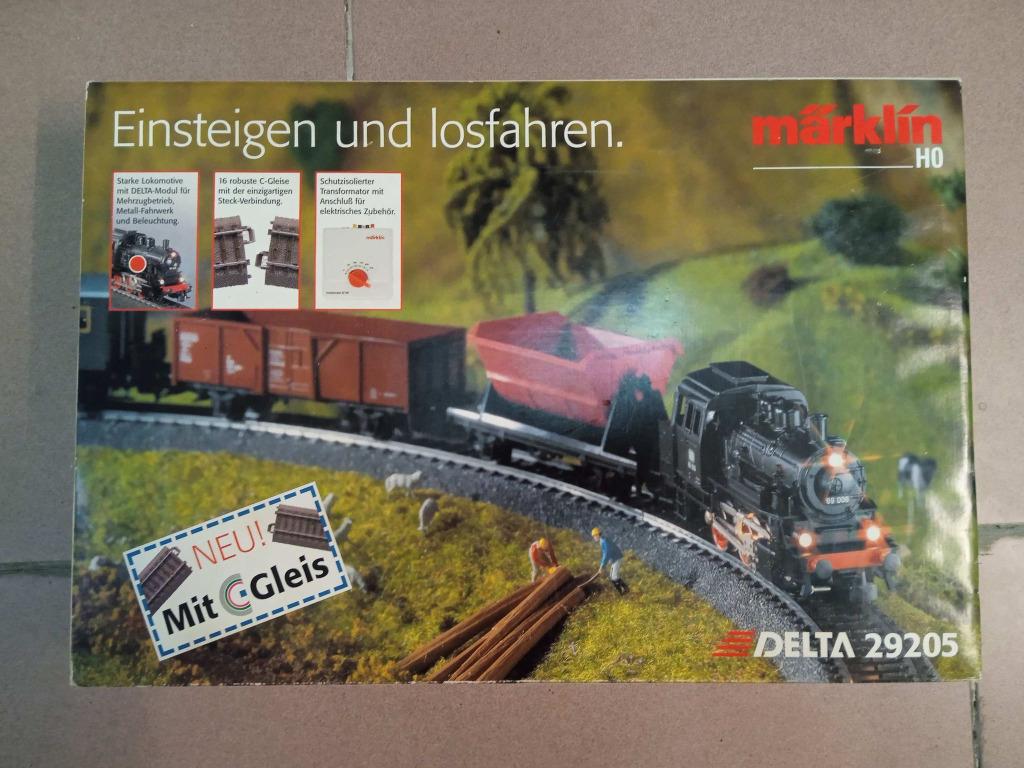 Einsteigen und losfahren.
märklin
H0
Starke Lokomotive
mit DELTA-Modul für
Mehrzugbetrieb,
Metall-Fahrwerk
und Beleuchtung.
16 robuste C-Gleise
mit der einzigartigen
Steck-Verbindung.
Schutzisolierter
Transformator mit
Anschluß für
elektrisches Zubehör.
märklin
NEU!
Mit C-Gleis
DELTA 29205